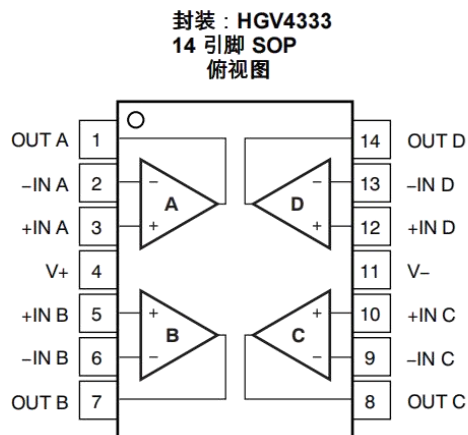 封装：HGV4333
14 引脚 SOP
俯视图
OUT A 1 14 OUT D
−IN A 2 − − 13 −IN D
A D
+IN A 3 + + 12 +IN D
V+ 4 11 V−
+IN B 5 + + 10 +IN C
B C
−IN B 6 − − 9 −IN C
OUT B 7 8 OUT C